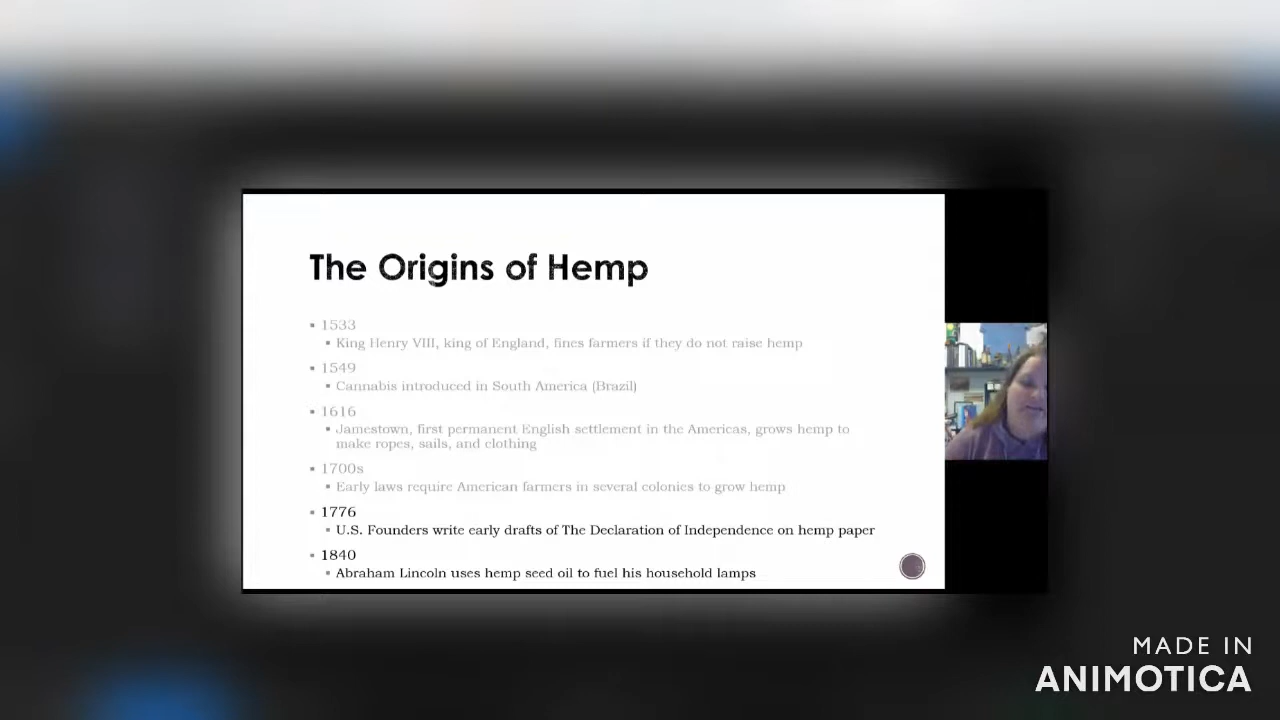 The Origins of Hemp
1533
King Henry VIII, king of England, fines farmers if they do not raise hemp
1549
Cannabis introduced in South America (Brazil)
1616
Jamestown, first permanent English settlement in the Americas, grows hemp to
make ropes, sails, and clothing
1700s
Early laws require American farmers in several colonies to grow hemp
1776
U.S. Founders write early drafts of The Declaration of Independence on hemp paper
1840
Abraham Lincoln uses hemp seed oil to fuel his household lamps
MADE IN
ANIMOTICA